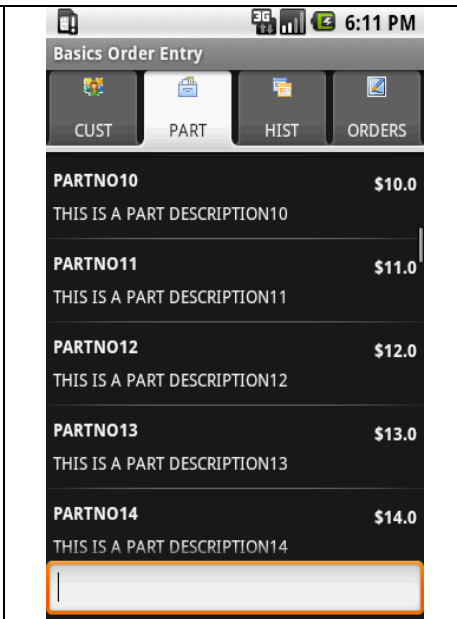 3G 6:11 PM
Basics Order Entry
CUST PART HIST ORDERS
PARTNO10 $10.0
THIS IS A PART DESCRIPTION10
PARTNO11 $11.0
THIS IS A PART DESCRIPTION11
PARTNO12 $12.0
THIS IS A PART DESCRIPTION12
PARTNO13 $13.0
THIS IS A PART DESCRIPTION13
PARTNO14 $14.0
THIS IS A PART DESCRIPTION14